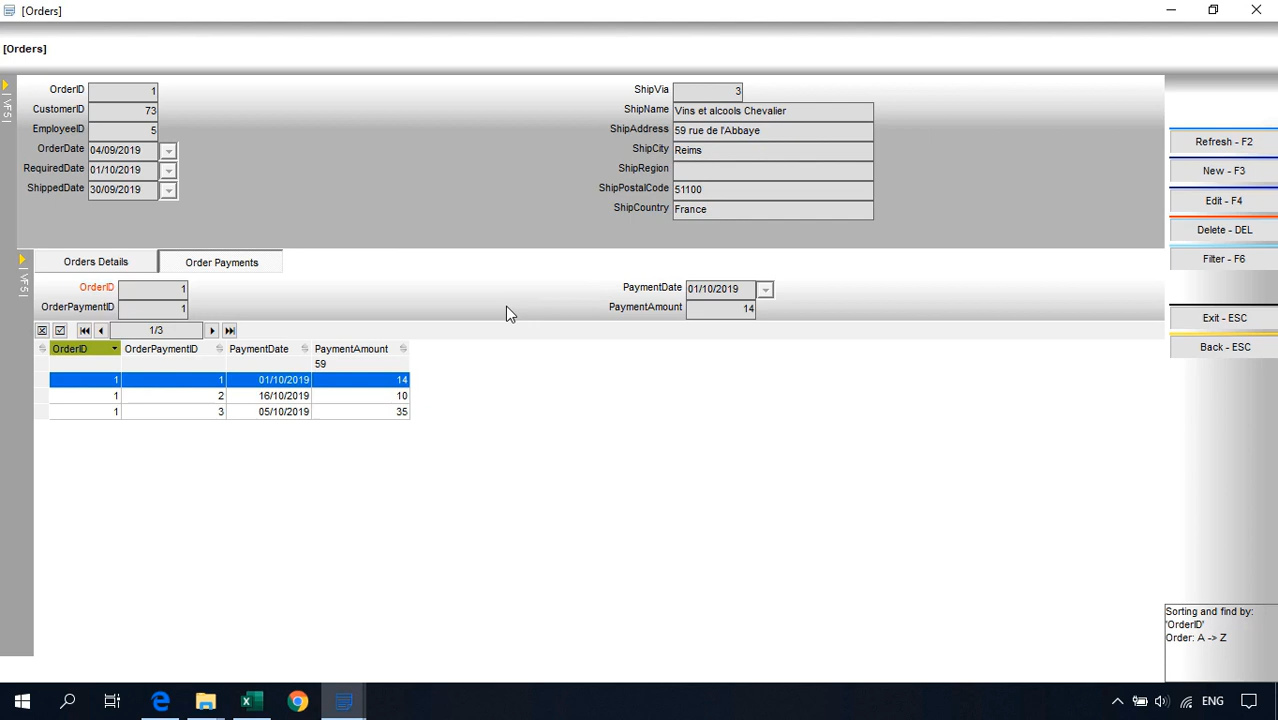 [Orders]
[Orders]
VF5
OrderID 1
CustomerID 73
EmployeeID 5
OrderDate 04/09/2019
RequiredDate 01/10/2019
ShippedDate 30/09/2019
ShipVia 3
ShipName Vins et alcools Chevalier
ShipAddress 59 rue de l'Abbaye
ShipCity Reims
ShipRegion
ShipPostalCode 51100
ShipCountry France
Refresh - F2
New - F3
Edit - F4
Delete - DEL
Filter - F6
Exit - ESC
Back - ESC
VF5
Orders Details Order Payments
OrderID 1 PaymentDate 01/10/2019
OrderPaymentID 1 PaymentAmount 14
1/3
OrderID OrderPaymentID PaymentDate PaymentAmount
59
1 1 01/10/2019 14
1 2 16/10/2019 10
1 3 05/10/2019 35
Sorting and find by:
'OrderID'
Order: A -> Z
ENG